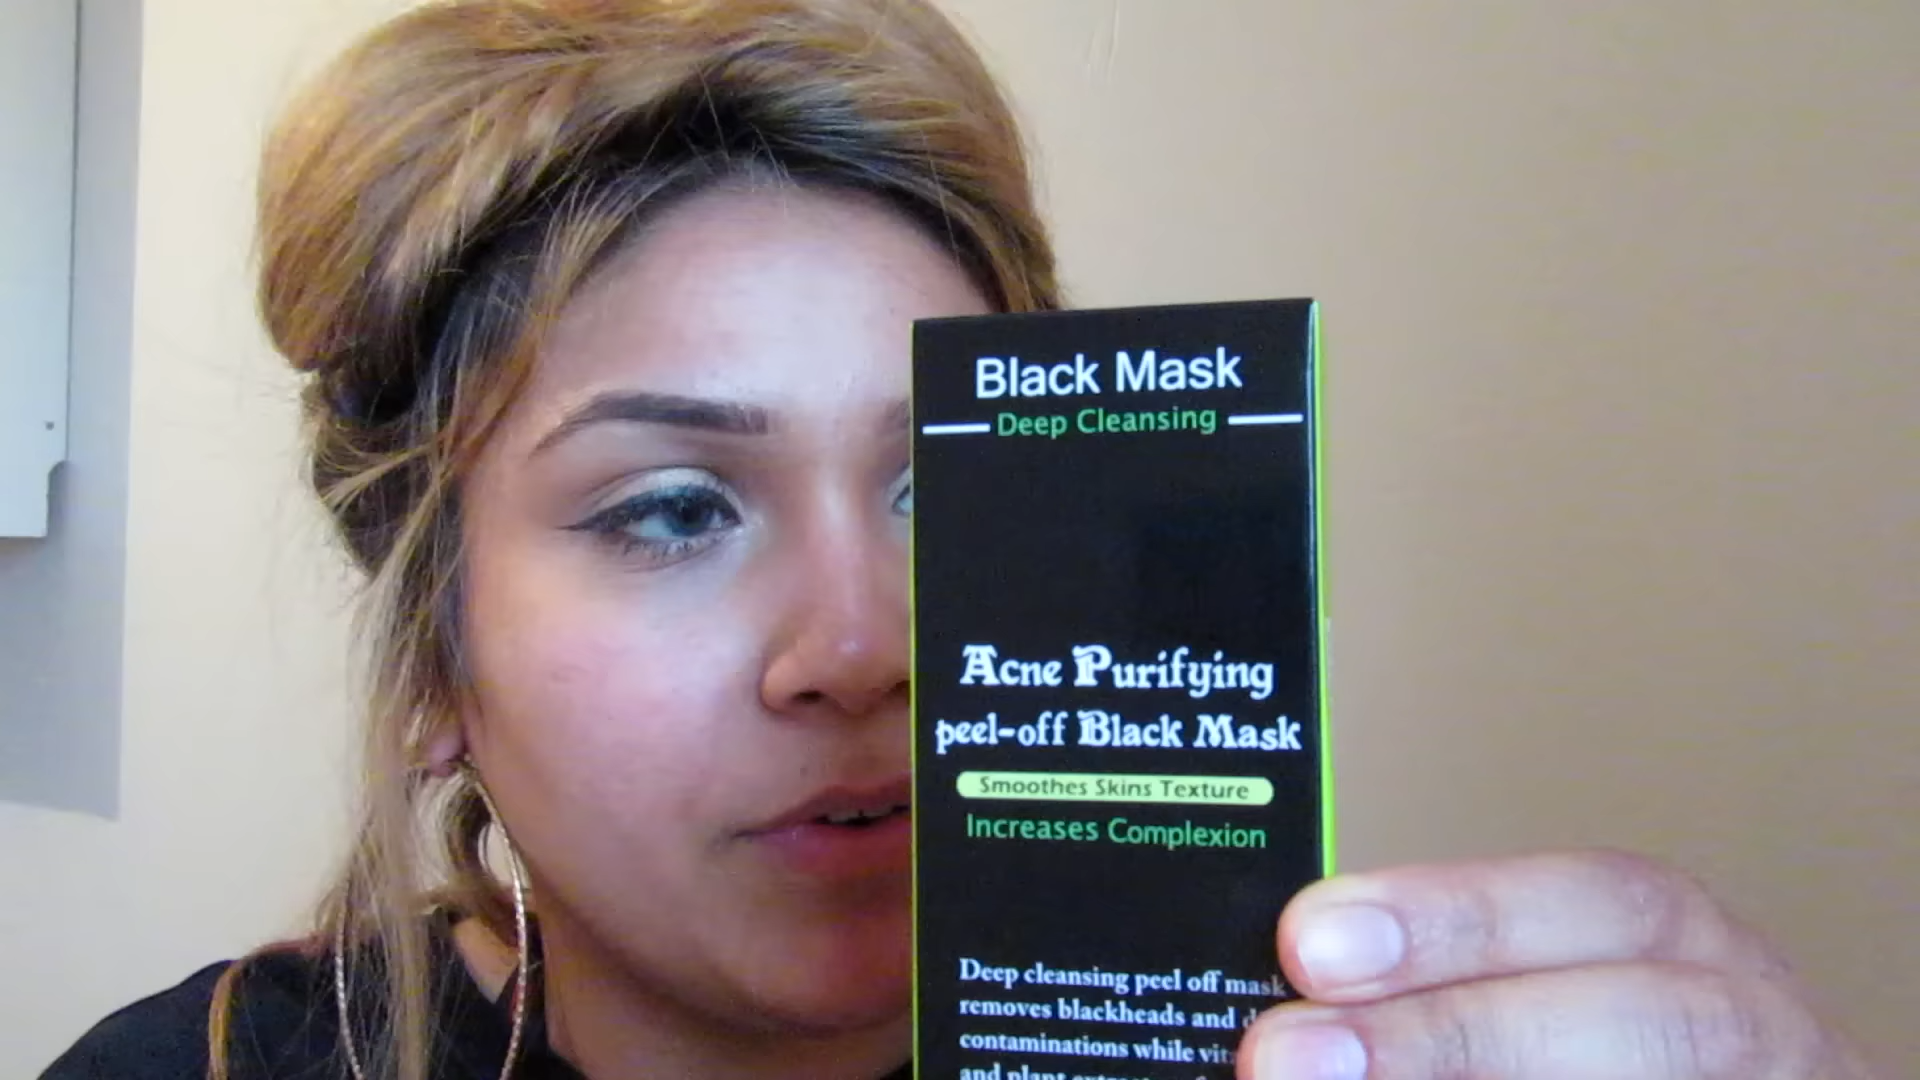 Black Mask
Deep Cleansing
Acne Purifying
peel-off Black Mask
Smoothes Skins Texture
Increases Complexion
Deep cleansing peel off mask
removes blackheads and
contaminations while
and plant